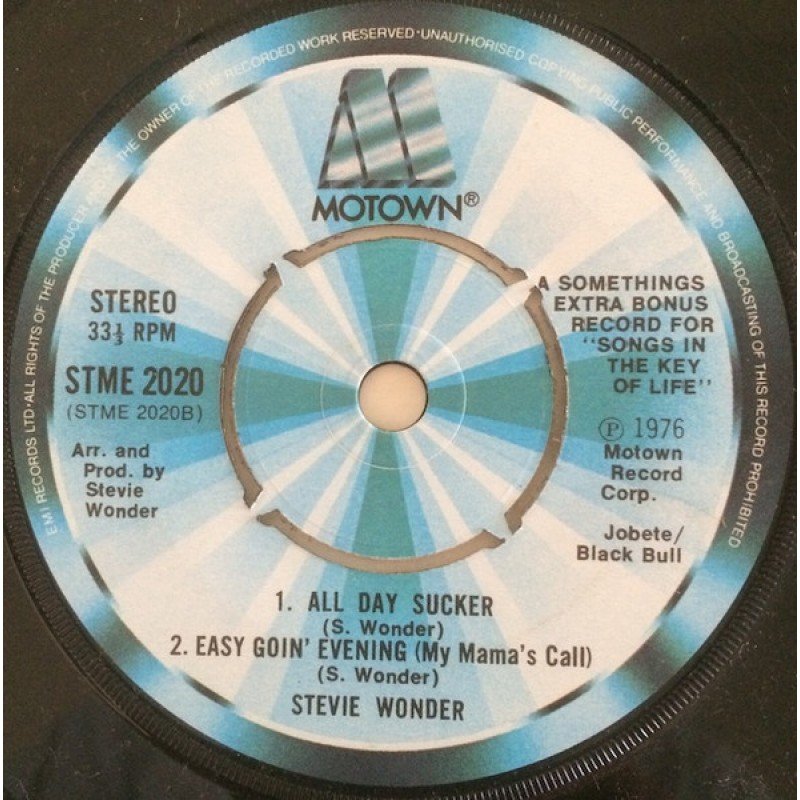 EMI RECORDS LTD·ALL RIGHTS OF THE PRODUCER AND OF THE OWNER OF THE RECORDED WORK RESERVED·UNAUTHORISED COPYING PUBLIC PERFORMANCE AND BROADCASTING OF THIS RECORD PROHIBITED
MOTOWN®
STEREO
33⅓ RPM
STME 2020
(STME 2020B)
Arr. and
Prod. by
Stevie
Wonder
A SOMETHINGS
EXTRA BONUS
RECORD FOR
"SONGS IN
THE KEY
OF LIFE"
℗ 1976
Motown
Record
Corp.
Jobete/
Black Bull
1. ALL DAY SUCKER
(S. Wonder)
2. EASY GOIN' EVENING (My Mama's Call)
(S. Wonder)
STEVIE WONDER